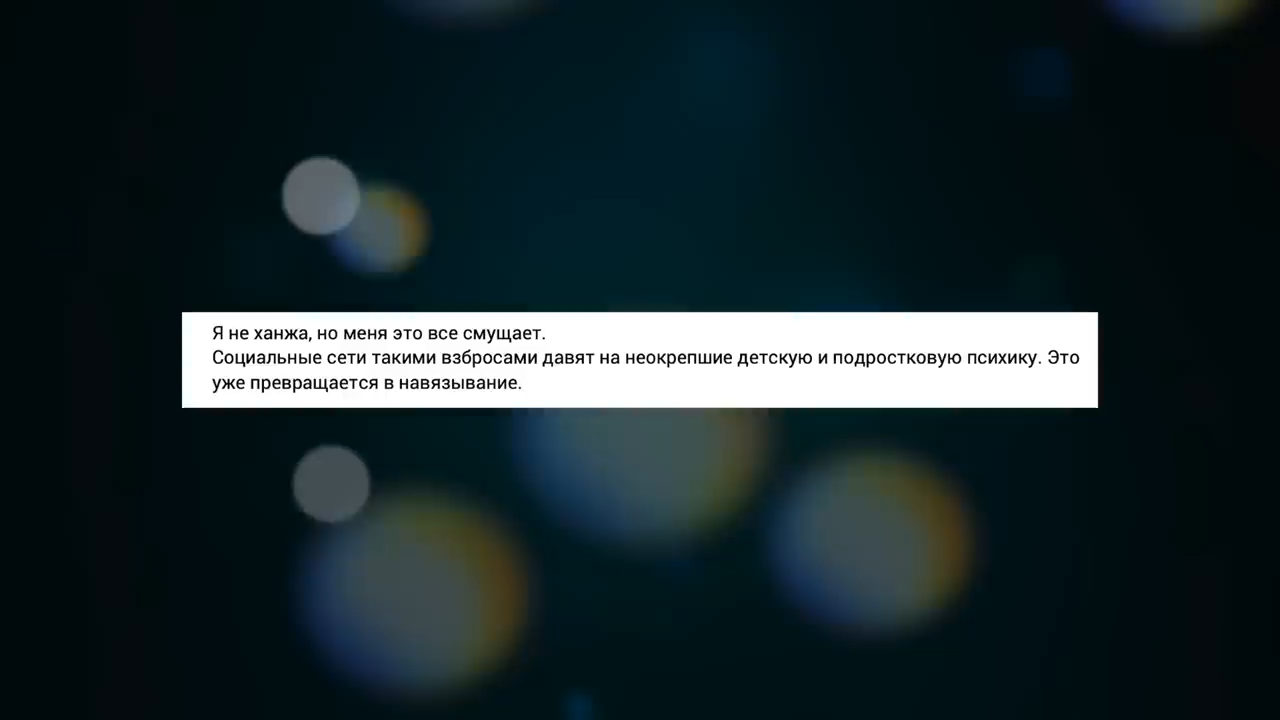 Я не ханжа, но меня это все смущает.
Социальные сети такими взбросами давят на неокрепшие детскую и подростковую психику. Это
уже превращается в навязывание.